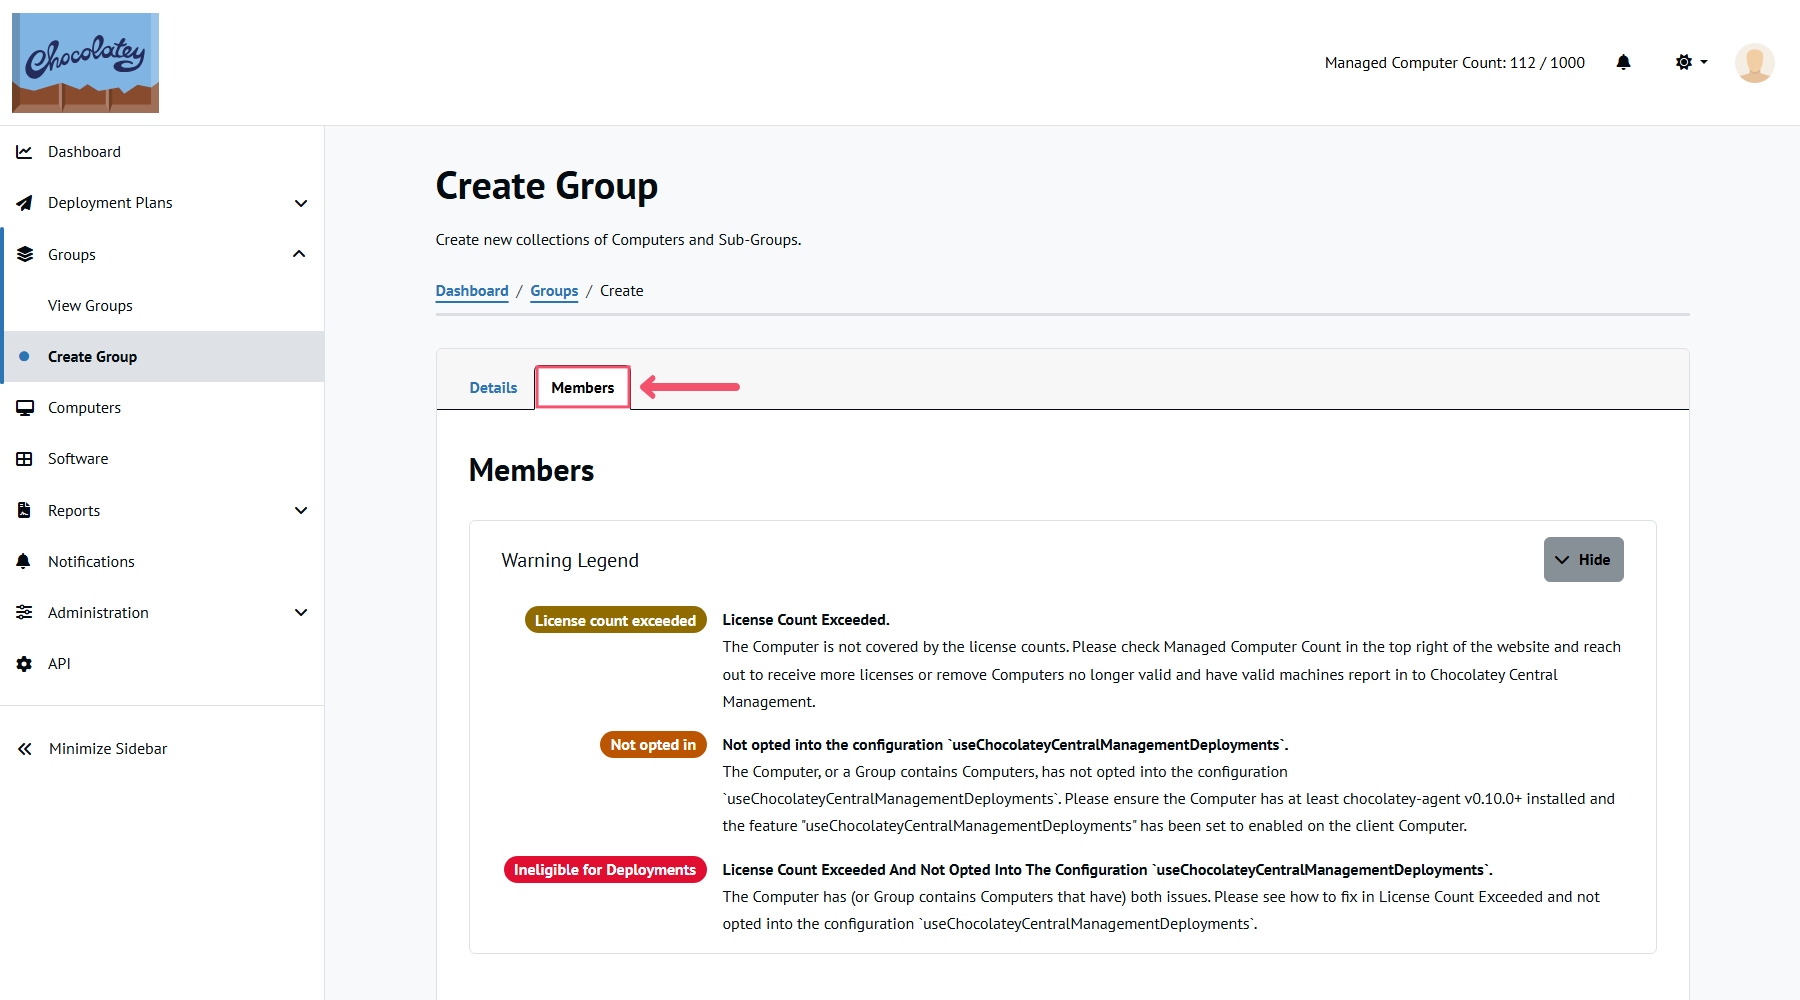 Chocolatey
Managed Computer Count: 112 / 1000
Dashboard
Deployment Plans
Groups
View Groups
Create Group
Computers
Software
Reports
Notifications
Administration
API
Minimize Sidebar
Create Group
Create new collections of Computers and Sub-Groups.
Dashboard / Groups / Create
Details Members
Members
Warning Legend
Hide
License count exceeded
License Count Exceeded.
The Computer is not covered by the license counts. Please check Managed Computer Count in the top right of the website and reach
out to receive more licenses or remove Computers no longer valid and have valid machines report in to Chocolatey Central
Management.
Not opted in
Not opted into the configuration `useChocolateyCentralManagementDeployments`.
The Computer, or a Group contains Computers, has not opted into the configuration
`useChocolateyCentralManagementDeployments`. Please ensure the Computer has at least chocolatey-agent v0.10.0+ installed and
the feature "useChocolateyCentralManagementDeployments" has been set to enabled on the client Computer.
Ineligible for Deployments
License Count Exceeded And Not Opted Into The Configuration `useChocolateyCentralManagementDeployments`.
The Computer has (or Group contains Computers that have) both issues. Please see how to fix in License Count Exceeded and not
opted into the configuration `useChocolateyCentralManagementDeployments`.